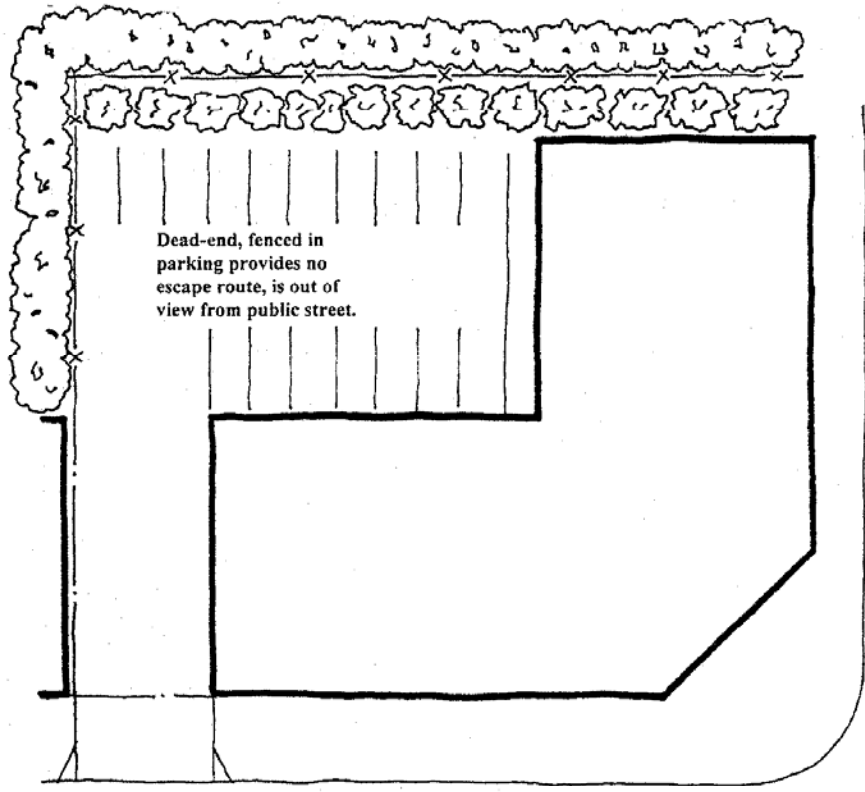 Dead-end, fenced in
parking provides no
escape route, is out of
view from public street.